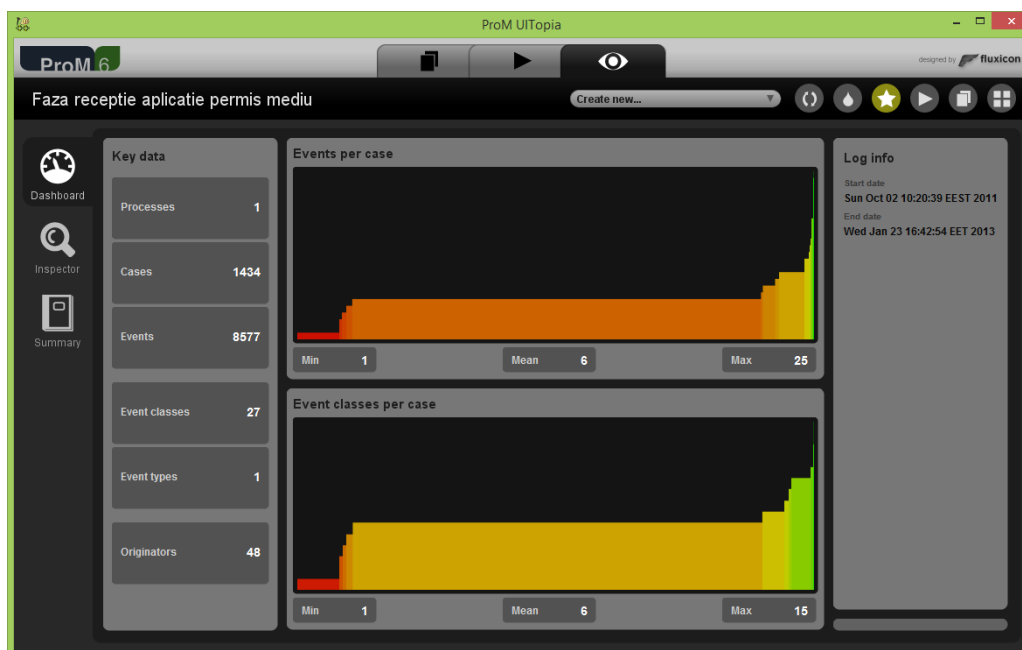 ProM UITopia
ProM 6
designed by fluxicon
Faza receptie aplicatie permis mediu
Create new...
Dashboard
Inspector
Summary
Key data
Processes 1
Cases 1434
Events 8577
Event classes 27
Event types 1
Originators 48
Events per case
Min 1 Mean 6 Max 25
Event classes per case
Min 1 Mean 6 Max 15
Log info
Start date
Sun Oct 02 10:20:39 EEST 2011
End date
Wed Jan 23 16:42:54 EET 2013